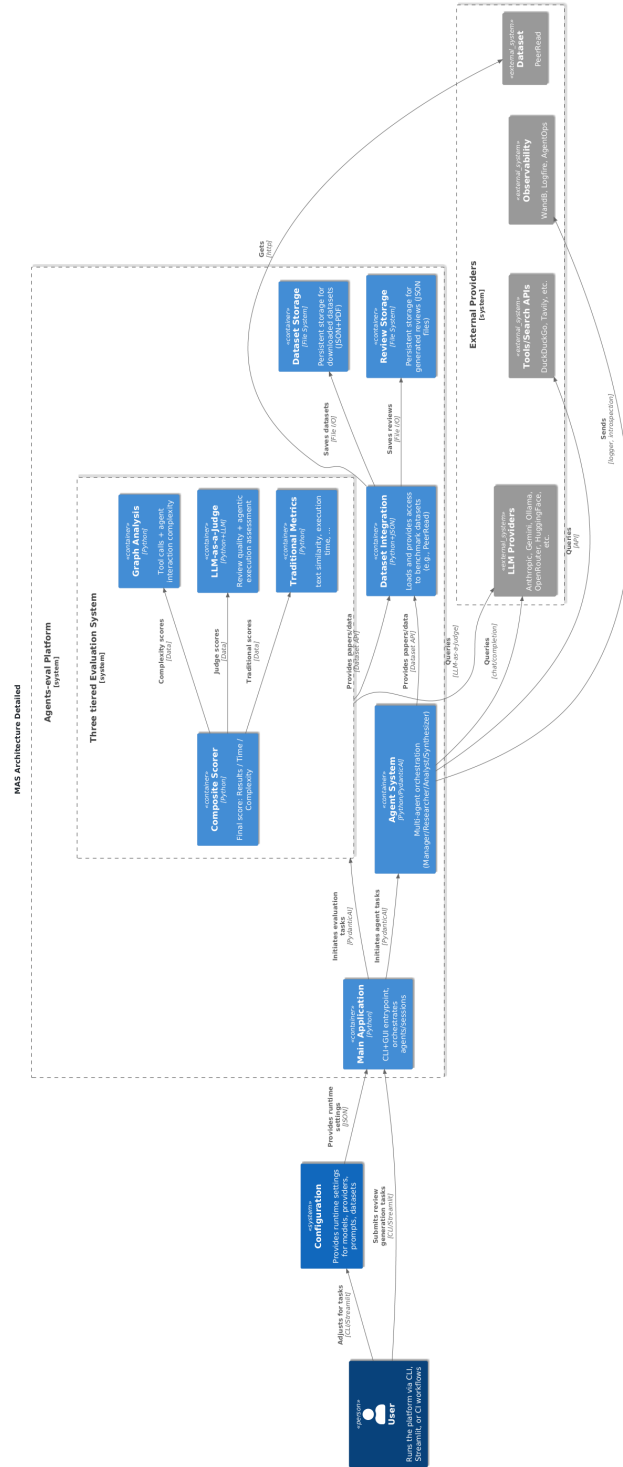 MAS Architecture Detailed
Agents-eval Platform
[system]
Three tiered Evaluation System
[system]
«person»
User
Runs the platform via CLI,
Streamlit, or CI workflows
Adjusts for tasks
[CLI/Streamlit]
Submits review
generation tasks
[CLI/Streamlit]
«system»
Configuration
Provides runtime settings
for models, providers,
prompts, datasets
Provides runtime
settings
[JSON]
«container»
Main Application
[Python]
CLI+GUI entrypoint,
orchestrates
agents/sessions
Initiates evaluation
tasks
[PydanticAI]
Initiates agent tasks
[PydanticAI]
«container»
Composite Scorer
[Python]
Final score: Results / Time /
Complexity
«container»
Agent System
[Python/PydanticAI]
Multi-agent orchestration
(Manager/Researcher/Analyst/Synthesizer)
Complexity scores
[Data]
Judge scores
[Data]
Traditional scores
[Data]
Provides papers/data
[Dataset API]
Provides papers/data
[Dataset API]
Queries
[LLM-as-a-Judge]
Queries
[chat/completion]
Queries
[API]
Sends
[logger, introspection]
«container»
Graph Analysis
[Python]
Tool calls + agent
interaction complexity
«container»
LLM-as-a-Judge
[Python+LLM]
Review quality + agentic
execution assessment
«container»
Traditional Metrics
[Python]
text similarity, execution
time, ...
«container»
Dataset Integration
[Python+JSON]
Loads and provides access
to benchmark datasets
(e.g., PeerRead)
Saves datasets
[File I/O]
Saves reviews
[File I/O]
Gets
[http]
«container»
Dataset Storage
[File System]
Persistent storage for
downloaded datasets
(JSON+PDF)
«container»
Review Storage
[File System]
Persistent storage for
generated reviews (JSON
files)
External Providers
[system]
«external_system»
LLM Providers
Anthropic, Gemini, Ollama,
OpenRouter, HuggingFace,
etc.
«external_system»
Tools/Search APIs
DuckDuckGo, Tavily, etc.
«external_system»
Observability
WandB, Logfire, AgentOps
«external_system»
Dataset
PeerRead